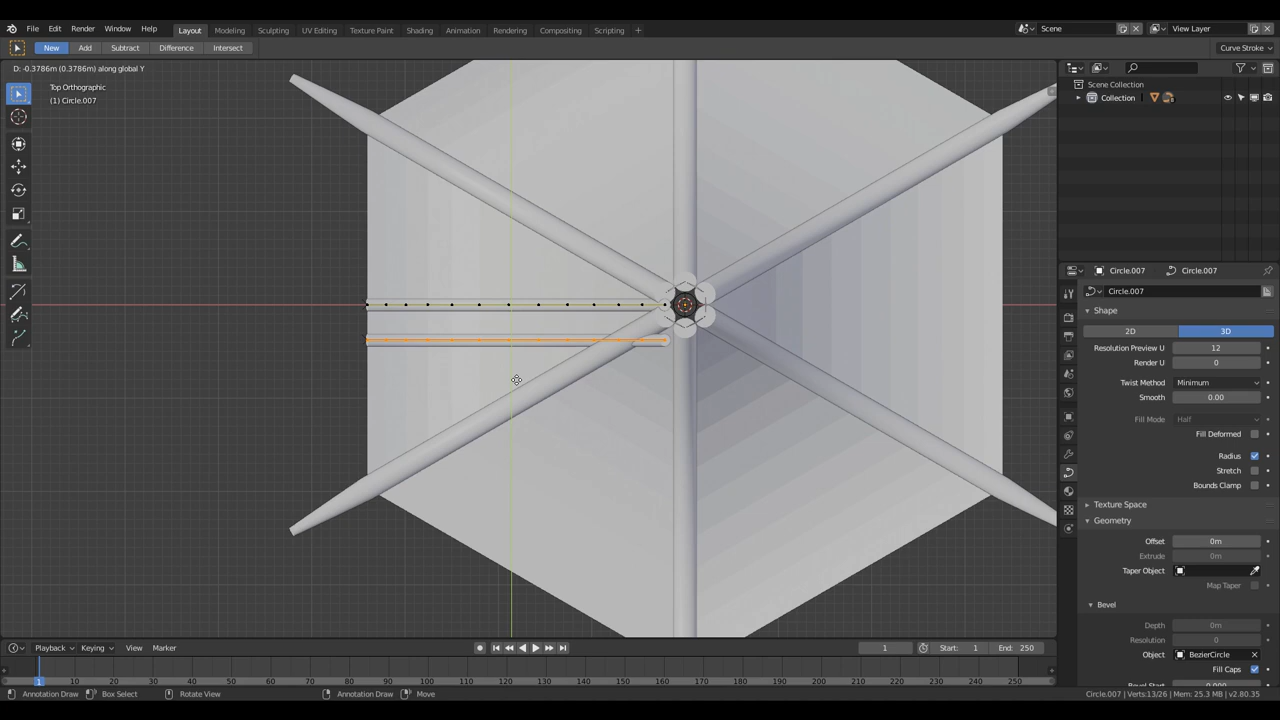 File Edit Render Window Help Layout Modeling Sculpting UV Editing Texture Paint Shading Animation Rendering Compositing Scripting + Scene View Layer
New Add Subtract Difference Intersect Curve Stroke
D: -0.3786m (0.3786m) along global Y
Top Orthographic
(1) Circle.007
Scene Collection
Collection
Circle.007 Circle.007
Circle.007
Shape
2D 3D
Resolution Preview U 12
Render U 0
Twist Method Minimum
Smooth 0.00
Fill Mode Half
Fill Deformed
Radius
Stretch
Bounds Clamp
Texture Space
Geometry
Offset 0m
Extrude 0m
Taper Object
Map Taper
Bevel
Depth 0m
Resolution 0
Object BezierCircle
Fill Caps
Playback Keying View Marker 1 Start: 1 End: 250
1 10 20 30 40 50 60 70 80 90 100 110 120 130 140 150 160 170 180 190 200 210 220 230 240 250
Annotation Draw Box Select Rotate View Annotation Draw Move Circle.007 | Verts:13/26 | Mem: 25.3 MB | v2.80.35